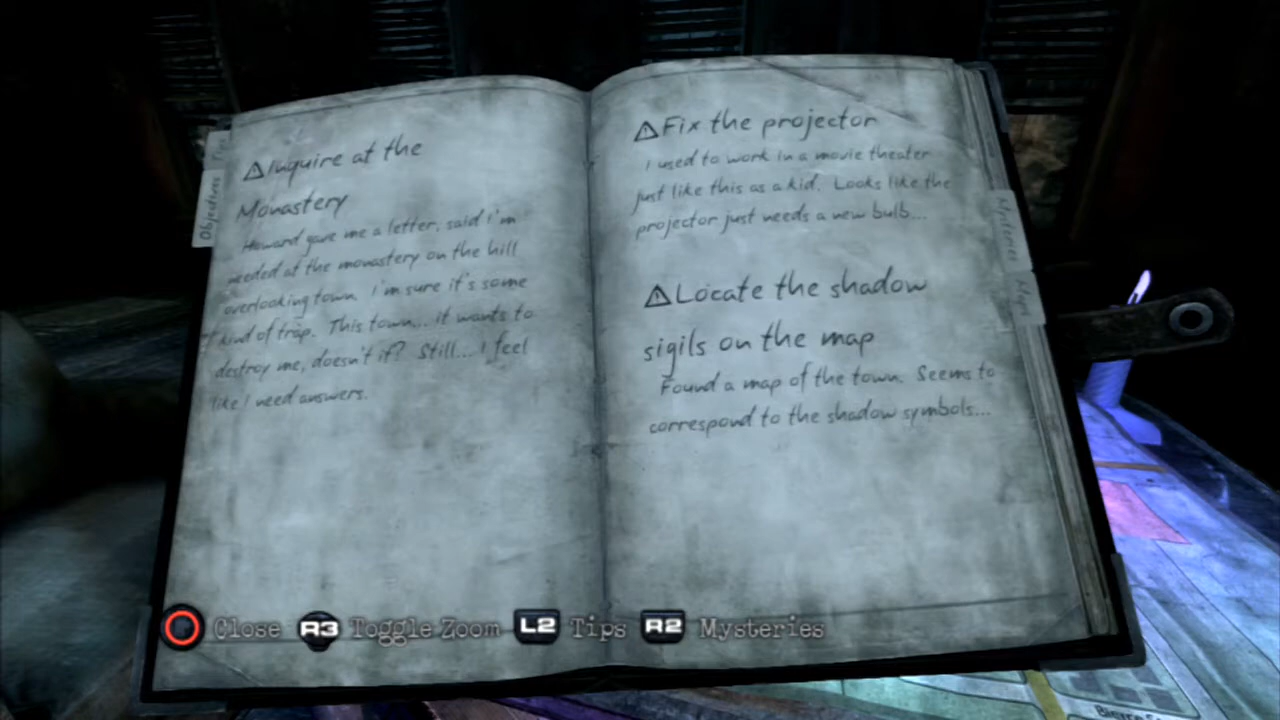 Inquire at the
Monastery
Howard gave me a letter, said I'm
needed at the monastery on the hill
overlooking town. I'm sure it's some
kind of trap. This town... it wants to
destroy me, doesn't it? Still... I feel
like I need answers.
Objectives
Tips
Fix the projector
I used to work in a movie theater
just like this as a kid. Looks like the
projector just needs a new bulb...
Locate the shadow
sigils on the map
Found a map of the town. Seems to
correspond to the shadow symbols...
Mysteries
Close R3 Toggle Zoom L2 Tips R2 Mysteries